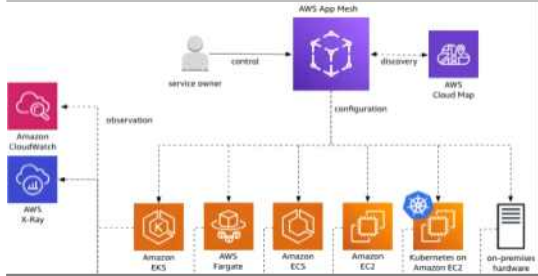 AWS App Mesh
control
discovery
service owner
AWS
Cloud Map
configuration
observation
Amazon
CloudWatch
AWS
X-Ray
Amazon
EKS
AWS
Fargate
Amazon
ECS
Amazon
EC2
Kubernetes on
Amazon EC2
on-premises
hardware